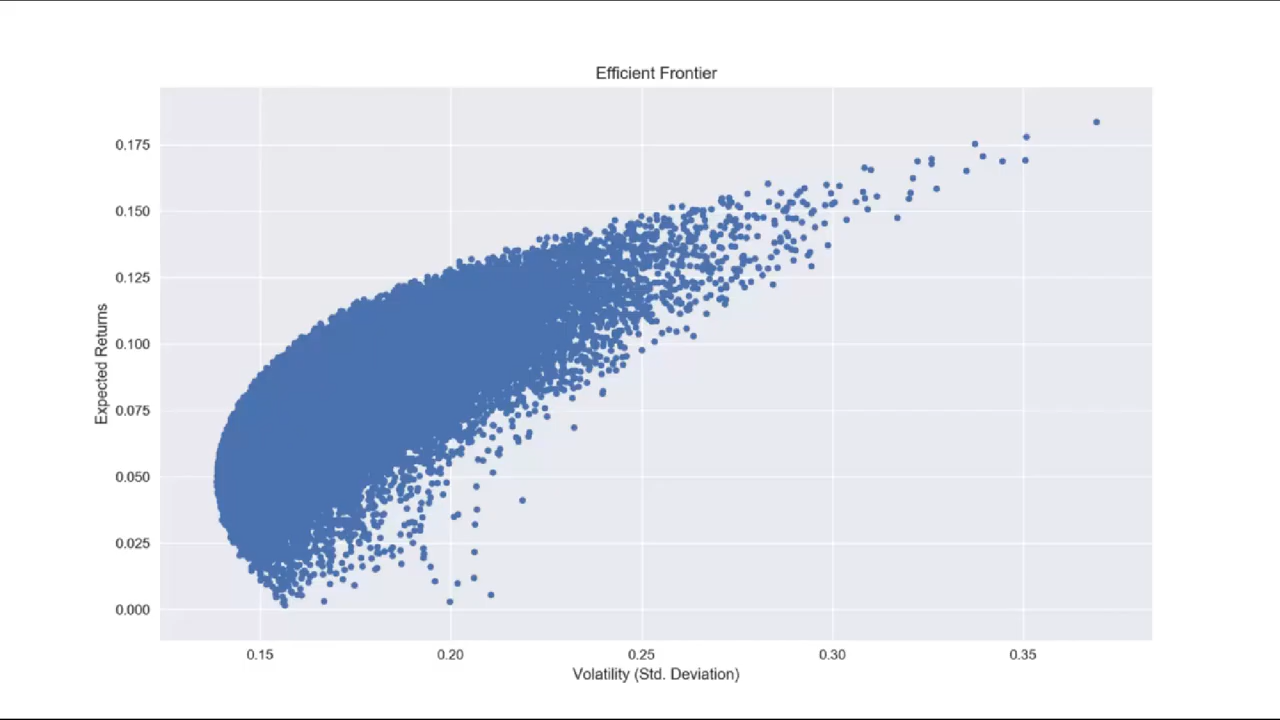 Efficient Frontier
0.175
0.150
0.125
0.100
0.075
0.050
0.025
0.000
Expected Returns
0.15 0.20 0.25 0.30 0.35
Volatility (Std. Deviation)